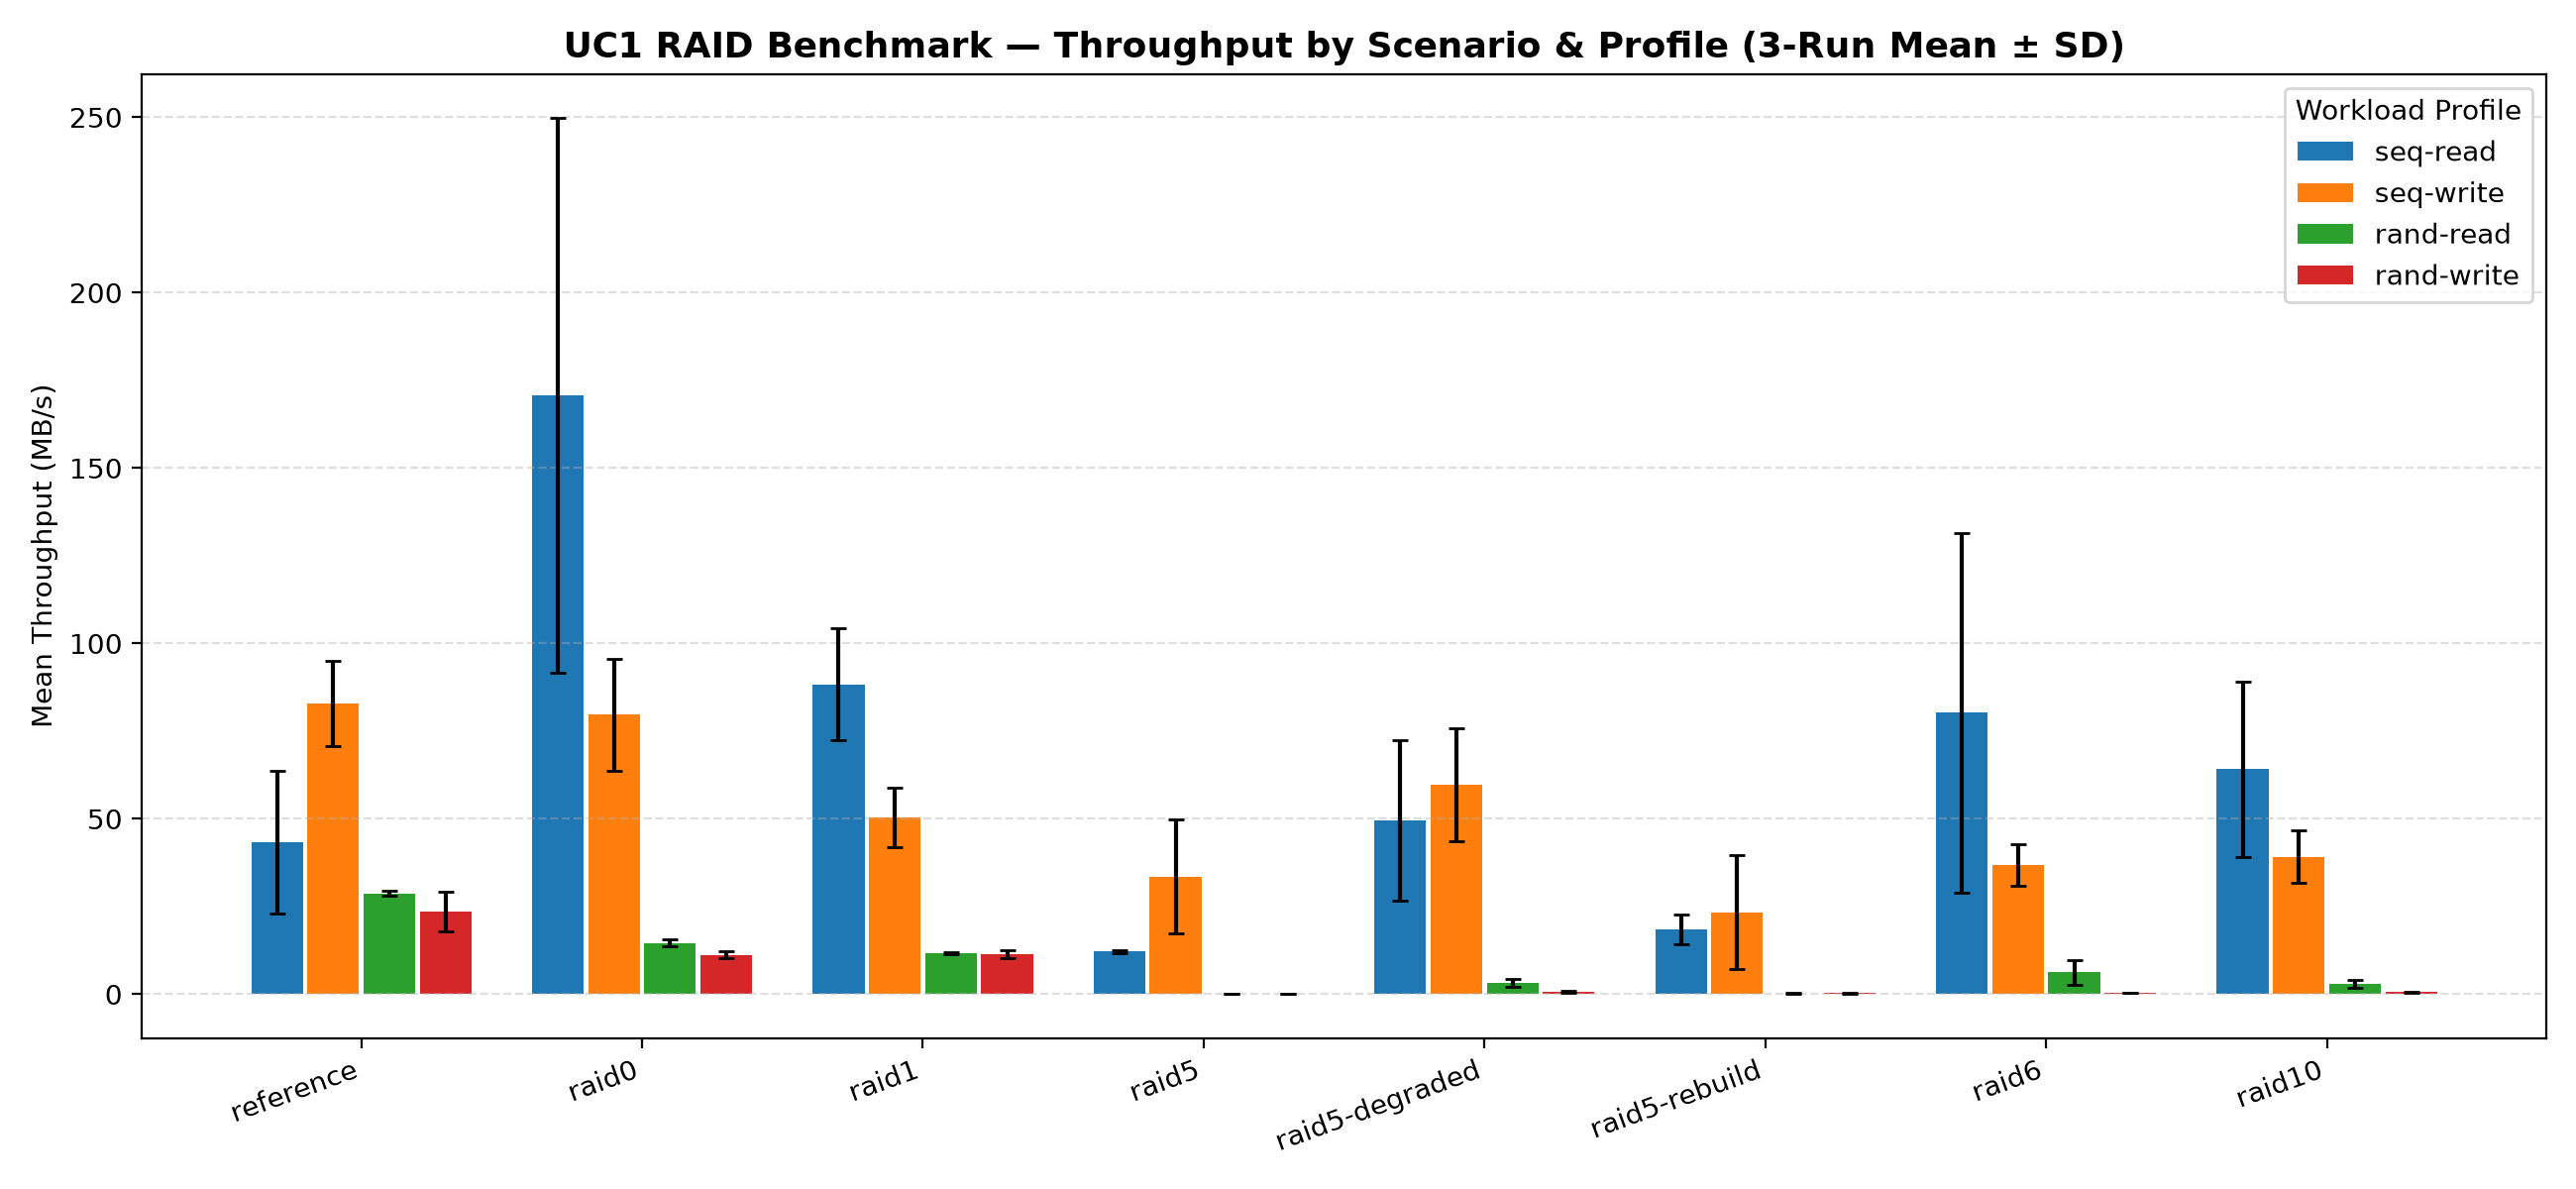 UC1 RAID Benchmark — Throughput by Scenario & Profile (3-Run Mean ± SD)
Mean Throughput (MB/s)
250
200
150
100
50
0
Workload Profile
seq-read
seq-write
rand-read
rand-write
reference
raid0
raid1
raid5
raid5-degraded
raid5-rebuild
raid6
raid10